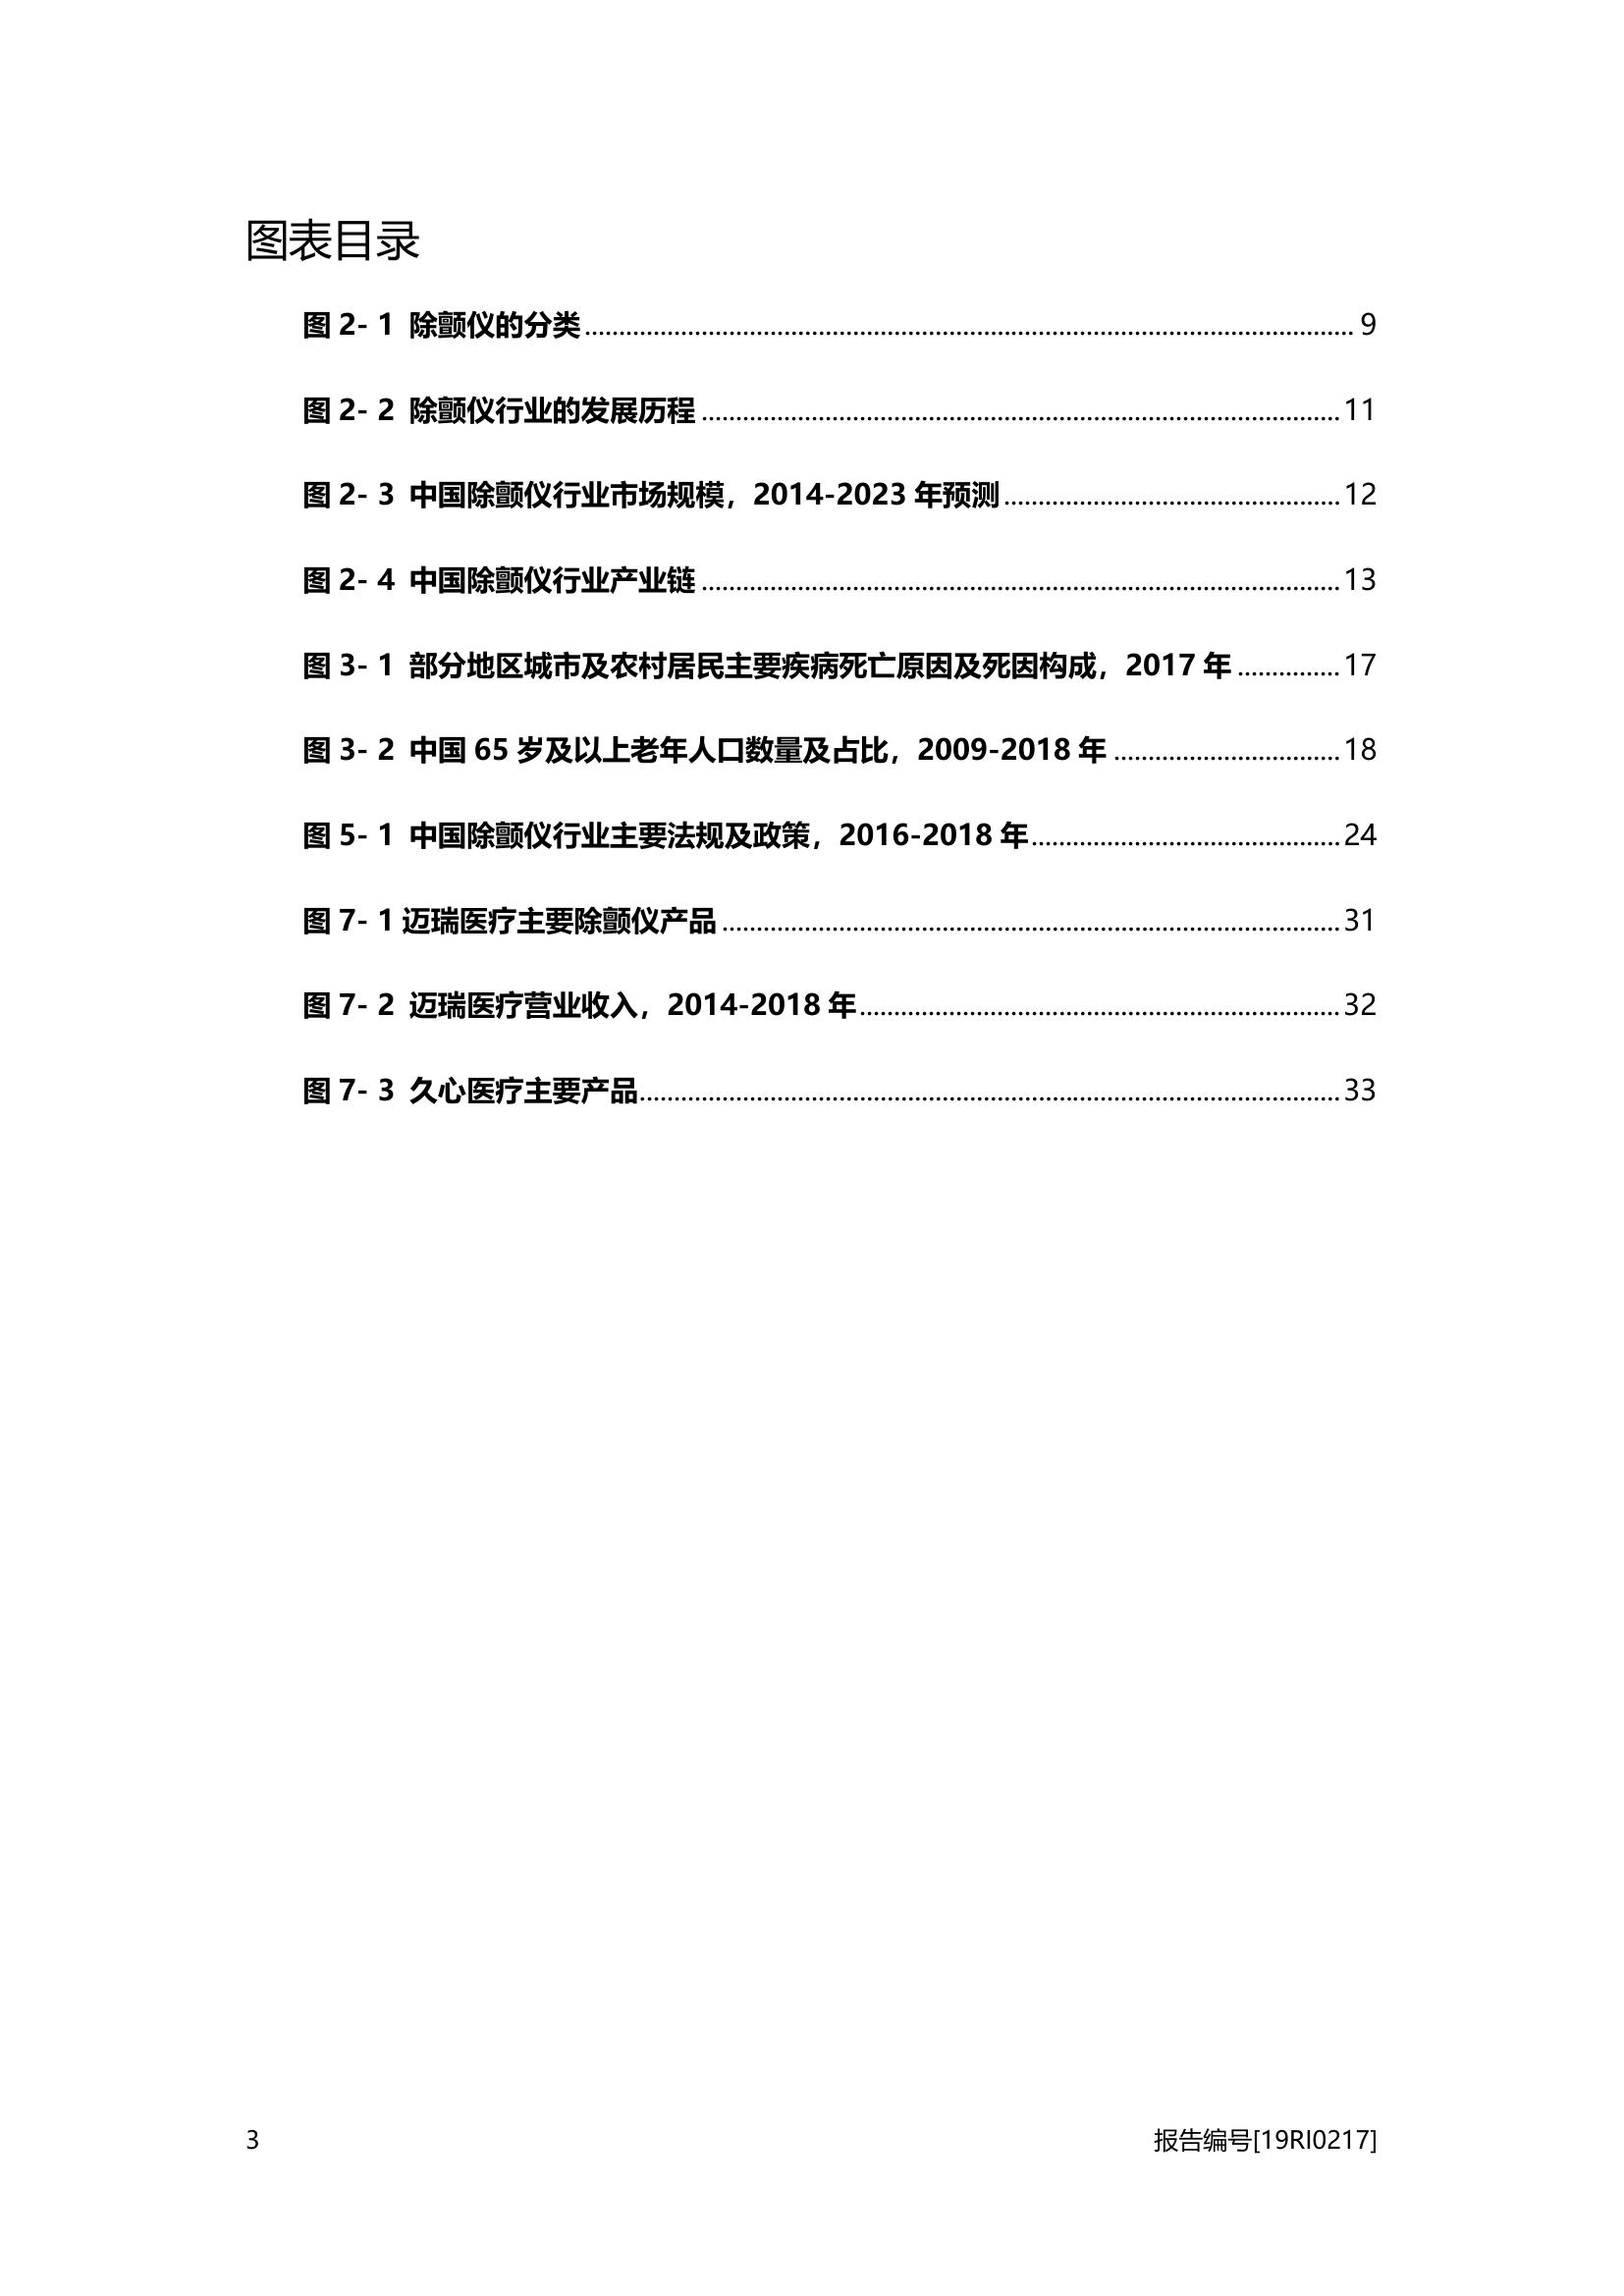 图表目录
图 2- 1 除颤仪的分类........................................................ 9
图 2- 2 除颤仪行业的发展历程........................................................ 11
图 2- 3 中国除颤仪行业市场规模，2014-2023 年预测........................................................ 12
图 2- 4 中国除颤仪行业产业链........................................................ 13
图 3- 1 部分地区城市及农村居民主要疾病死亡原因及死因构成，2017 年............... 17
图 3- 2 中国 65 岁及以上老年人口数量及占比，2009-2018 年................................. 18
图 5- 1 中国除颤仪行业主要法规及政策，2016-2018 年............................................. 24
图 7- 1 迈瑞医疗主要除颤仪产品........................................................ 31
图 7- 2 迈瑞医疗营业收入，2014-2018 年........................................................ 32
图 7- 3 久心医疗主要产品........................................................ 33
3 报告编号[19RI0217]